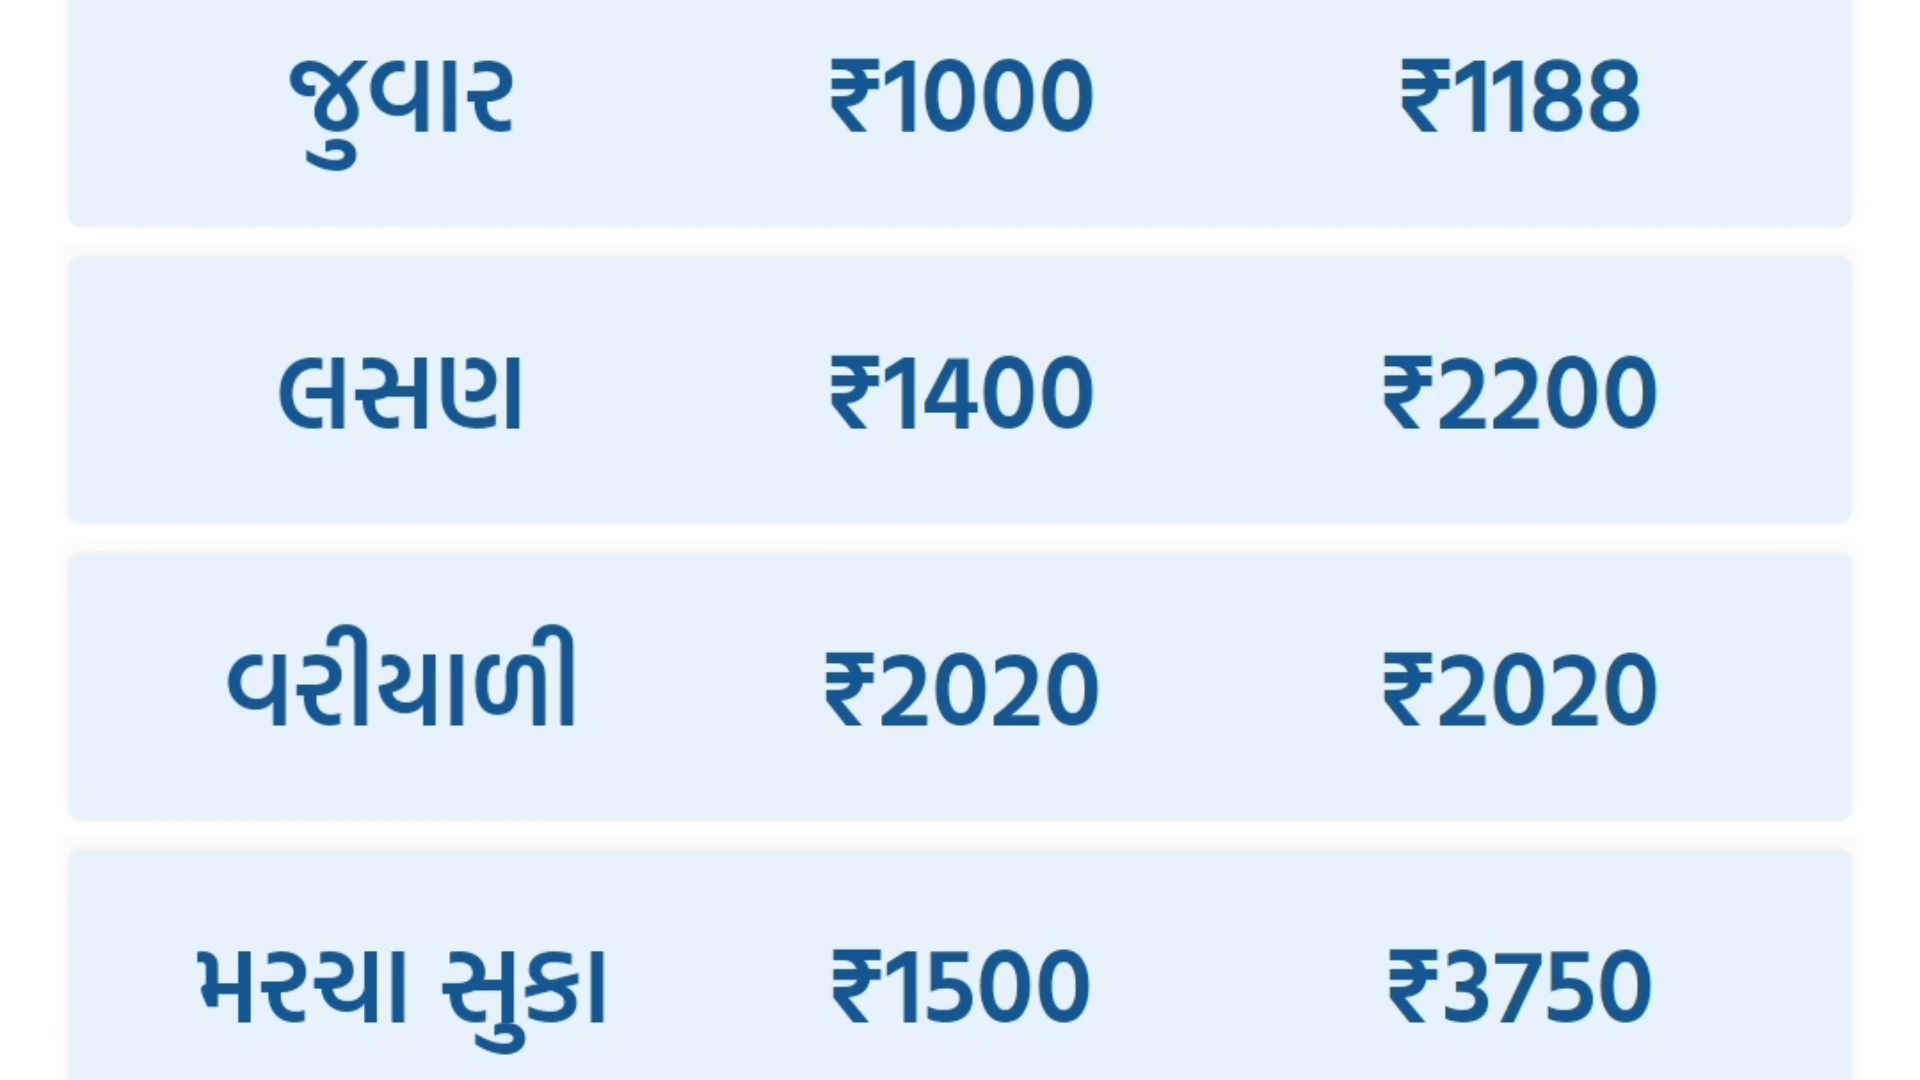 જુવાર ₹1000 ₹1188
લસણ ₹1400 ₹2200
વરીયાળી ₹2020 ₹2020
મરચા સુકા ₹1500 ₹3750